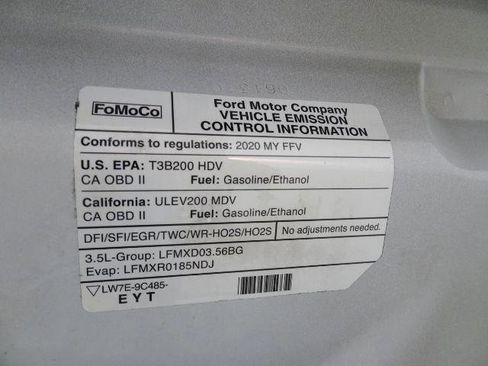 0613
FoMoCo
Ford Motor Company
VEHICLE EMISSION
CONTROL INFORMATION
Conforms to regulations: 2020 MY FFV
U.S. EPA: T3B200 HDV
CA OBD II Fuel: Gasoline/Ethanol
California: ULEV200 MDV
CA OBD II Fuel: Gasoline/Ethanol
DFI/SFI/EGR/TWC/WR-HO2S/HO2S No adjustments needed.
3.5L-Group: LFMXD03.56BG
Evap: LFMXR0185NDJ
LW7E-9C485-
EYT